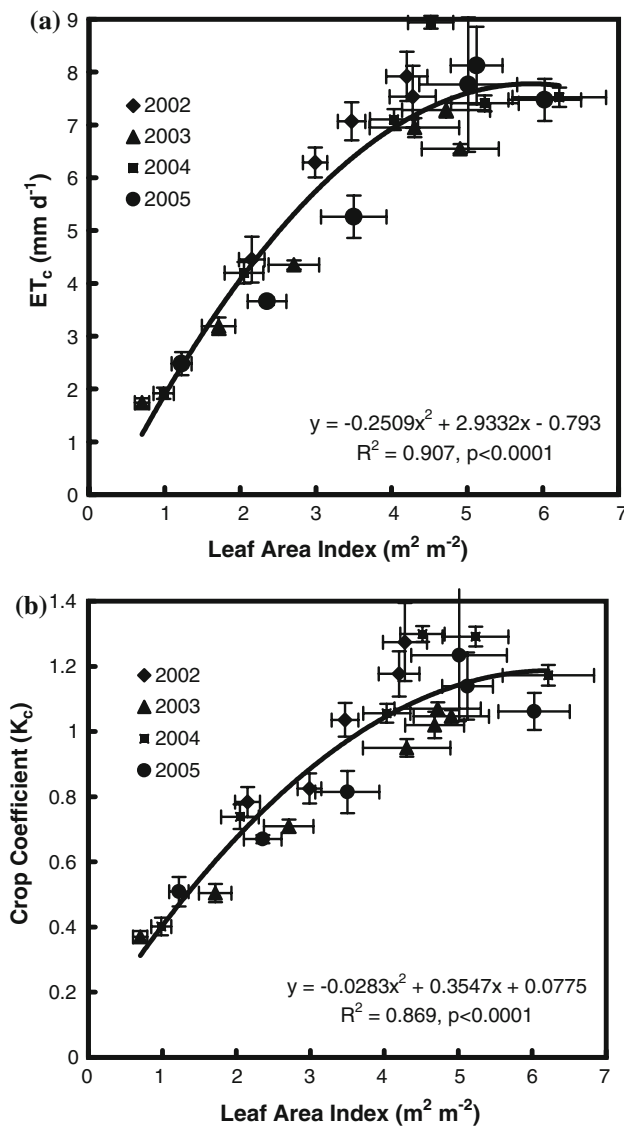 (a)
9
8
7
6
5
4
3
2
1
0
ET_c (mm d⁻¹)
2002
2003
2004
2005
y = -0.2509x² + 2.9332x - 0.793
R² = 0.907, p<0.0001
0 1 2 3 4 5 6 7
Leaf Area Index (m² m⁻²)
(b)
1.4
1.2
1
0.8
0.6
0.4
0.2
0
Crop Coefficient (K_c)
2002
2003
2004
2005
y = -0.0283x² + 0.3547x + 0.0775
R² = 0.869, p<0.0001
0 1 2 3 4 5 6 7
Leaf Area Index (m² m⁻²)